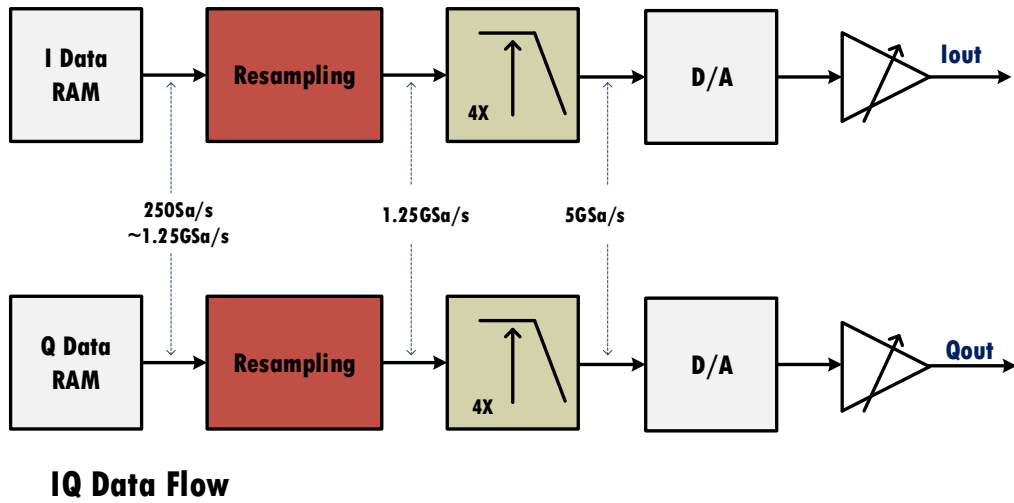 I Data
RAM
Resampling
4X
D/A
Iout
250Sa/s
~1.25GSa/s
1.25GSa/s
5GSa/s
Q Data
RAM
Resampling
4X
D/A
Qout
IQ Data Flow